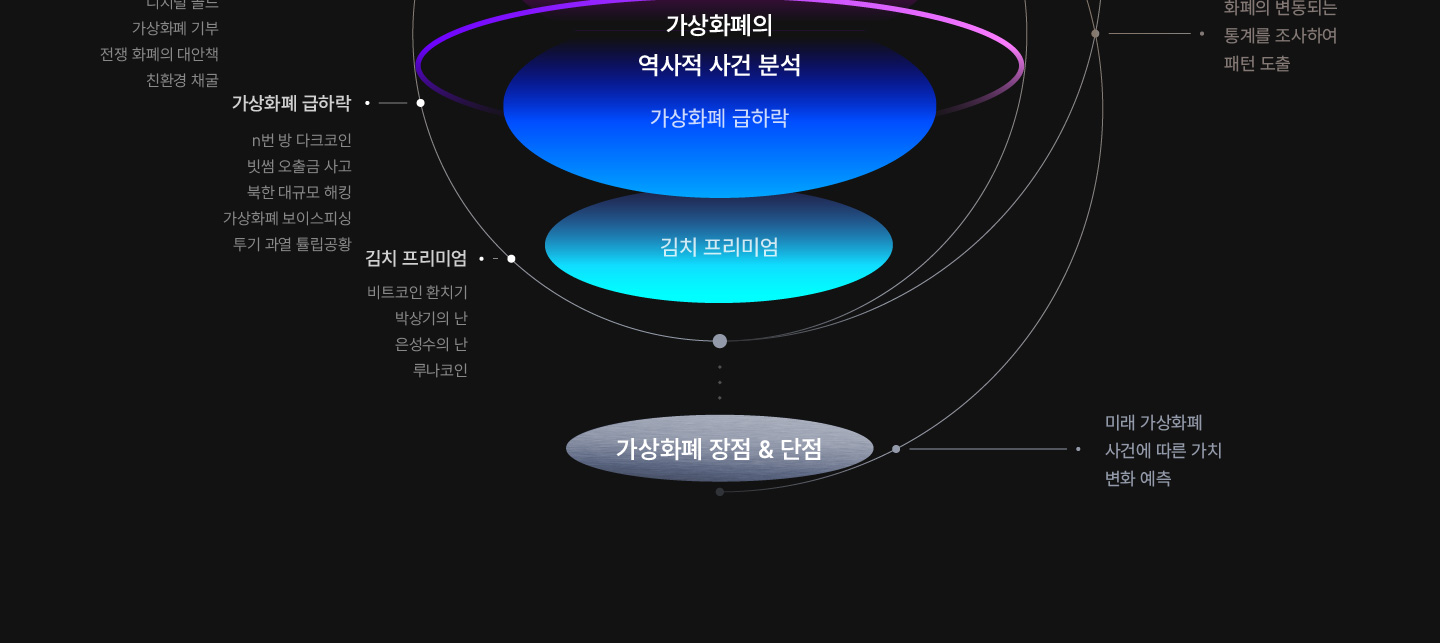 디지털 골드
가상화폐 기부
전쟁 화폐의 대안책
친환경 채굴
가상화폐 급하락
n번 방 다크코인
빗썸 오출금 사고
북한 대규모 해킹
가상화폐 보이스피싱
투기 과열 튤립공황
김치 프리미엄
비트코인 환치기
박상기의 난
은성수의 난
루나코인
가상화폐의
역사적 사건 분석
가상화폐 급하락
김치 프리미엄
가상화폐 장점 & 단점
화폐의 변동되는
통계를 조사하여
패턴 도출
미래 가상화폐
사건에 따른 가치
변화 예측